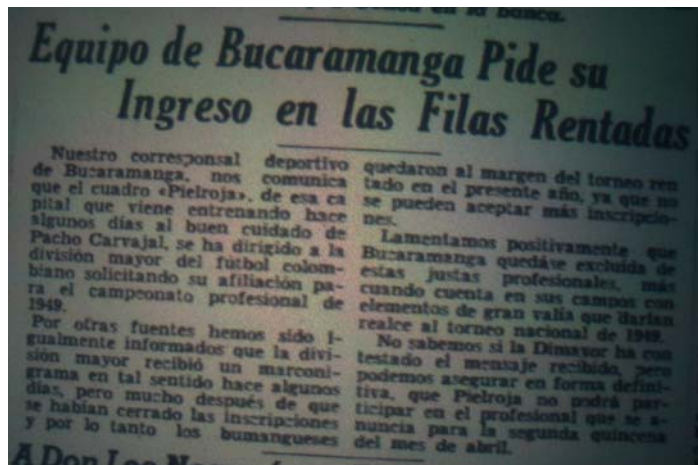 en la banca.
Equipo de Bucaramanga Pide su
Ingreso en las Filas Rentadas
Nuestro corresponsal deportivo
de Bucaramanga, nos comunica
que el cuadro «Pielroja», de esa ca
pital que viene entrenando hace
algunos días al buen cuidado de
Pacho Carvajal, se ha dirigido a la
división mayor del fútbol colom-
biano solicitando su afiliación pa-
ra el campeonato profesional de
1949.
Por otras fuentes hemos sido i-
gualmente informados que la divi-
sión mayor recibió un marconi-
grama en tal sentido hace algunos
días, pero mucho después de que
se habían cerrado las inscripciones
y por lo tanto los bumangueses
quedaron al margen del torneo ren
tado en el presente año, ya que no
se pueden aceptar más inscripcio-
nes.
Lamentamos positivamente que
Bucaramanga quedáse excluída de
estas justas profesionales, más
cuando cuenta en sus campos con
elementos de gran valía que darían
realce al torneo nacional de 1949.
No sabemos si la Dimayor ha con
testado el mensaje recibido, pero
podemos asegurar en forma defini-
tiva, que Pielroja no podrá par-
ticipar en el profesional que se a-
nuncia para la segunda quincena
del mes de abril.
A Don Leo